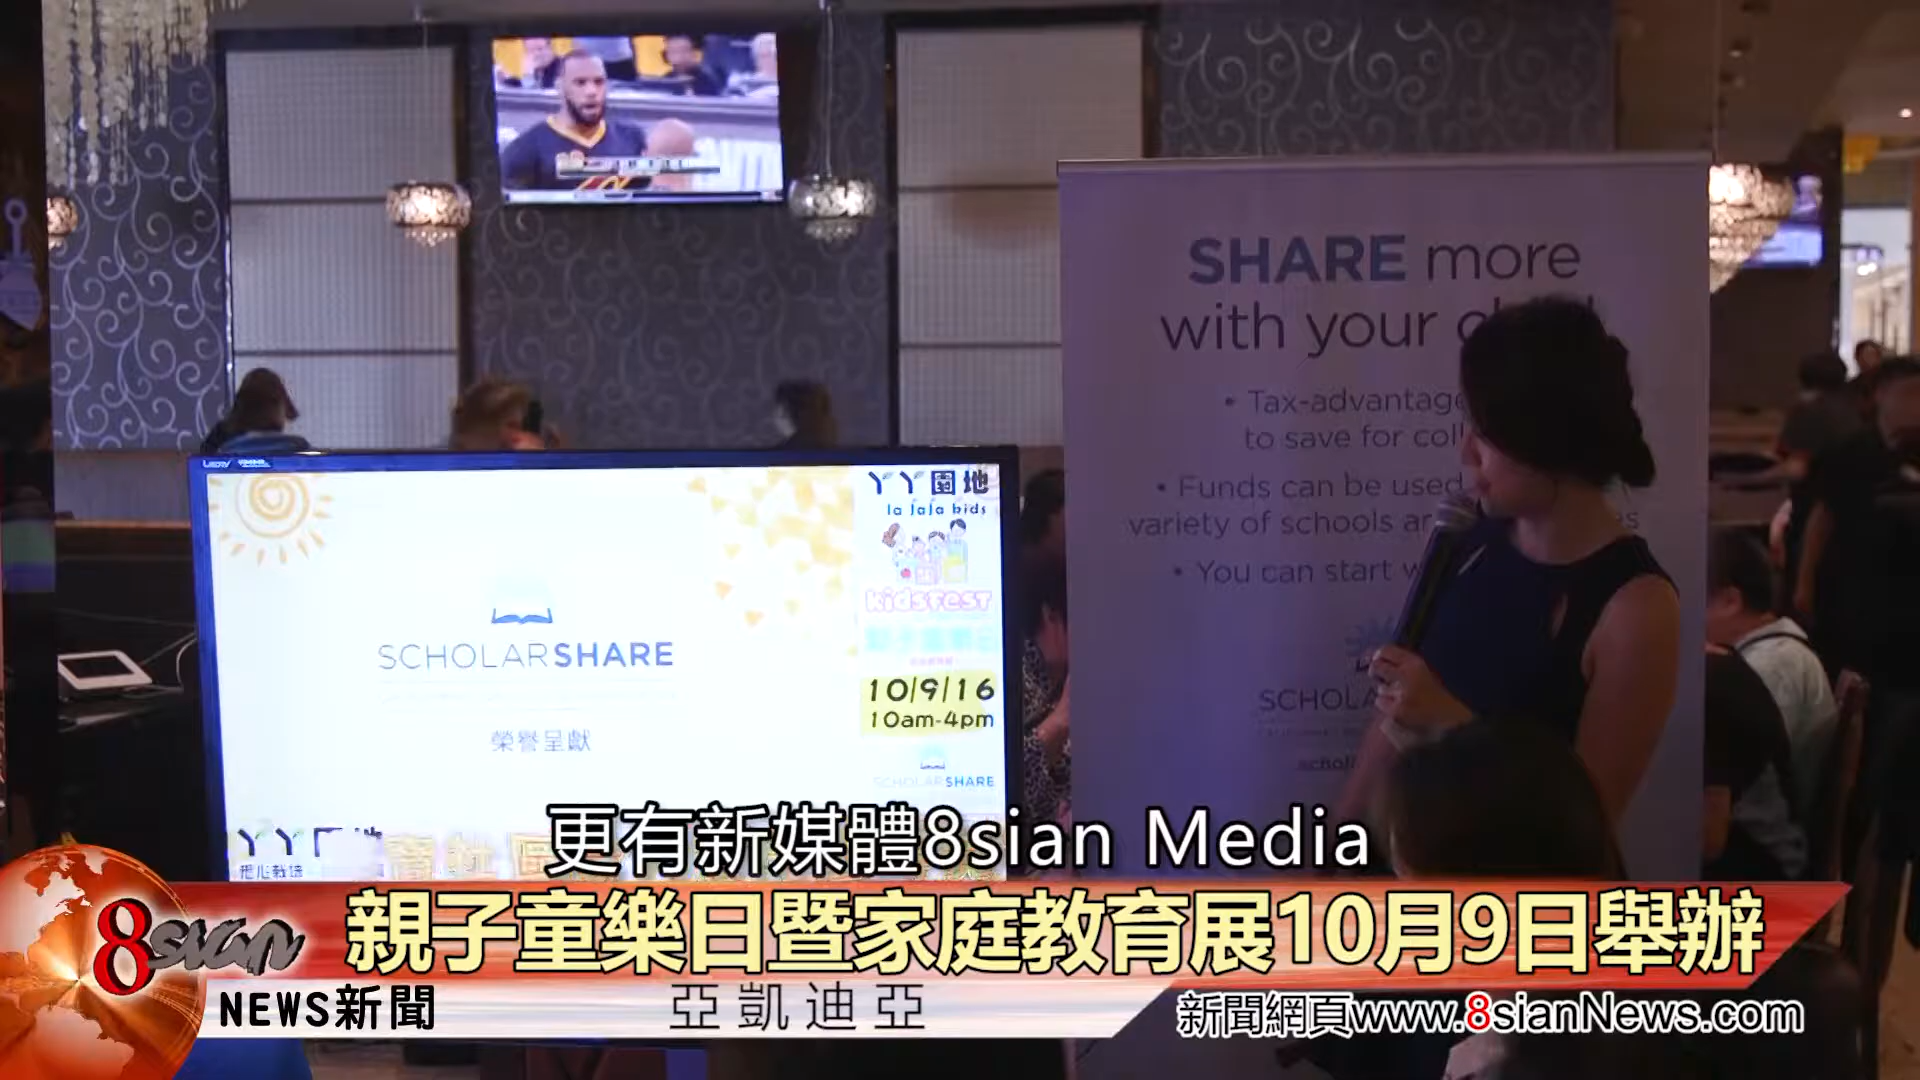 SHARE more
with your
• Tax-advantage
to save for coll
• Funds can be used
variety of schools
• You can start
SCHOLA
丫丫園地
la JaJa kids
kidsfest
10/9/16
10am-4pm
SCHOLARSHARE
SCHOLARSHARE
榮譽呈獻
更有新媒體8sian Media
8sian
親子童樂日暨家庭教育展10月9日舉辦
NEWS新聞
亞凱迪亞
新聞網頁www.8sianNews.com